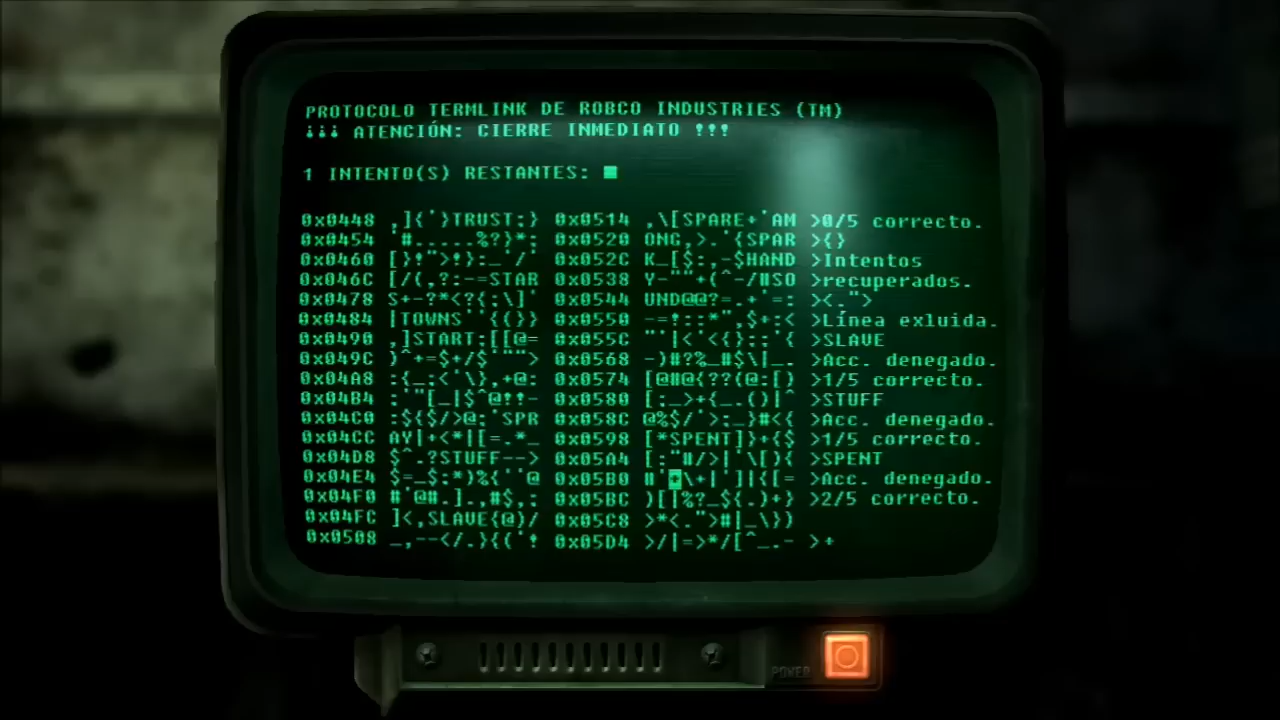 PROTOCOLO TERMLINK DE ROBCO INDUSTRIES (TM)
¡¡¡ ATENCIÓN: CIERRE INMEDIATO !!!
1 INTENTO(S) RESTANTES:
0x0448 ,]{'}TRUST;} 0x0514 ,\[SPARE+'AM >0/5 correcto.
0x0454 '#.....%?}*; 0x0520 ONG,>.'{SPAR >{}
0x0460 [}!">!}:_'/' 0x052C K_[$:,-$HAND >Intentos
0x046C [/(,?:-=STAR 0x0538 Y-""+(^-/#SO >recuperados.
0x0478 S+-?*<?{;\]' 0x0544 UND@@?=.+'=: ><.">
0x0484 |TOWNS''{(}} 0x0550 -=!::*",$+:< >Línea exluida.
0x0490 ,]START:[[@= 0x055C "'|<'<{}::'{ >SLAVE
0x049C )^+=$+/$'""> 0x0568 -)#?%_#$\|_. >Acc. denegado.
0x04A8 :{_;<'\},+@: 0x0574 [@#@{??(@:[) >1/5 correcto.
0x04B4 :'"[_|$^@!!- 0x0580 [:_>+{_.()|^ >STUFF
0x04C0 :${$/>@;'SPR 0x058C @%$/'>:_}#<{ >Acc. denegado.
0x04CC AY|+<*|[=.*_ 0x0598 [*SPENT]}+{$ >1/5 correcto.
0x04D8 $^.?STUFF--> 0x05A4 [:"#/>|'\[){ >SPENT
0x04E4 $=_$:*)%{''@ 0x05B0 #'+\+|']|{[= >Acc. denegado.
0x04F0 #'@#.].,#$,: 0x05BC )[|%?_${.)+} >2/5 correcto.
0x04FC ]<,SLAVE{@)/ 0x05C8 >*<.">#|_\})
0x0508 _,--</.}{('! 0x05D4 >/|=>*/[^_.- >+
POWER